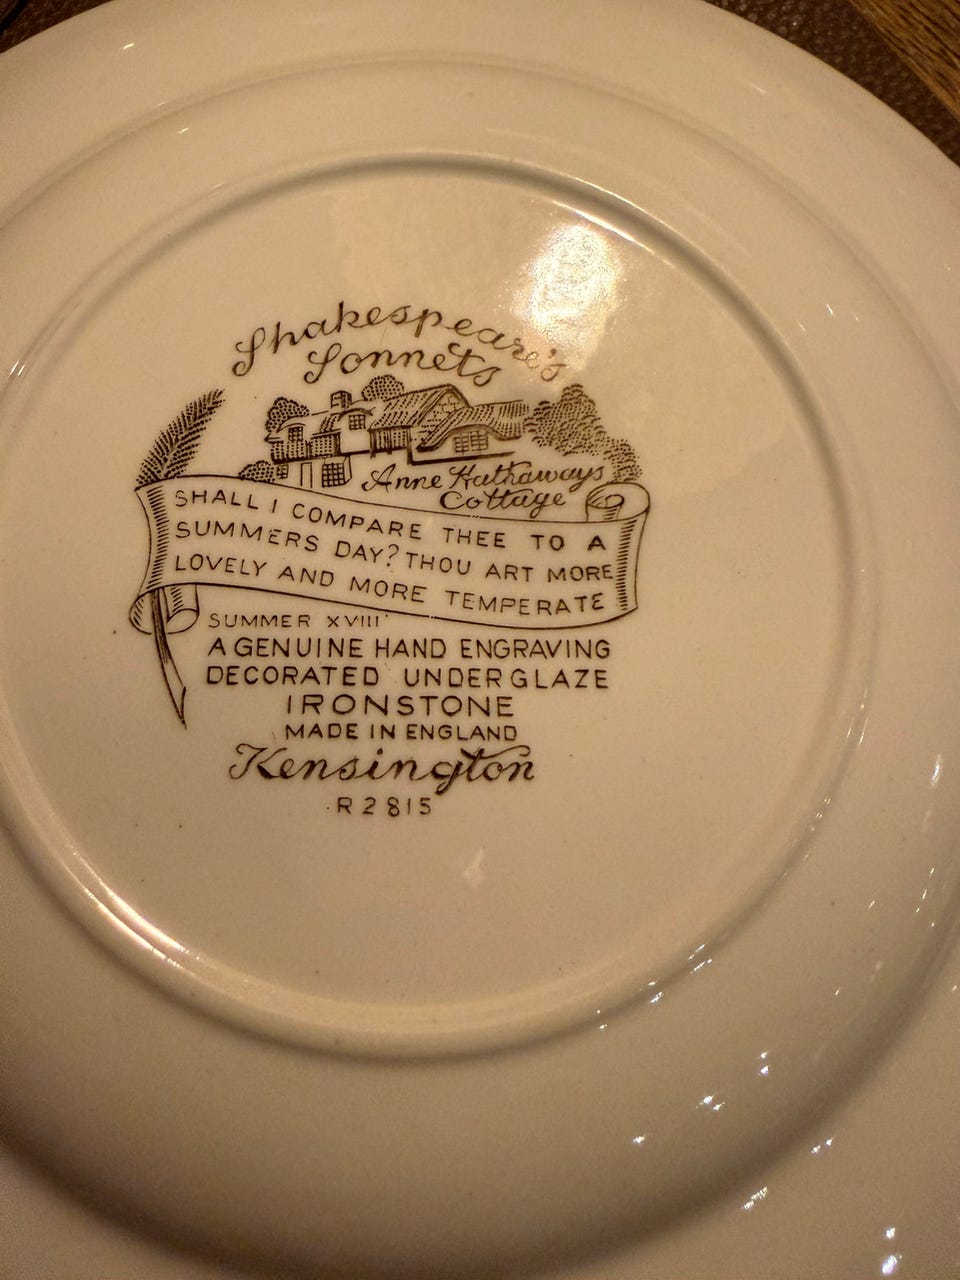 Shakespeare's
Sonnets
Anne Hathaways
Cottage
SHALL I COMPARE THEE TO A
SUMMERS DAY? THOU ART MORE
LOVELY AND MORE TEMPERATE
SUMMER XVIII
A GENUINE HAND ENGRAVING
DECORATED UNDERGLAZE
IRONSTONE
MADE IN ENGLAND
Kensington
R2815